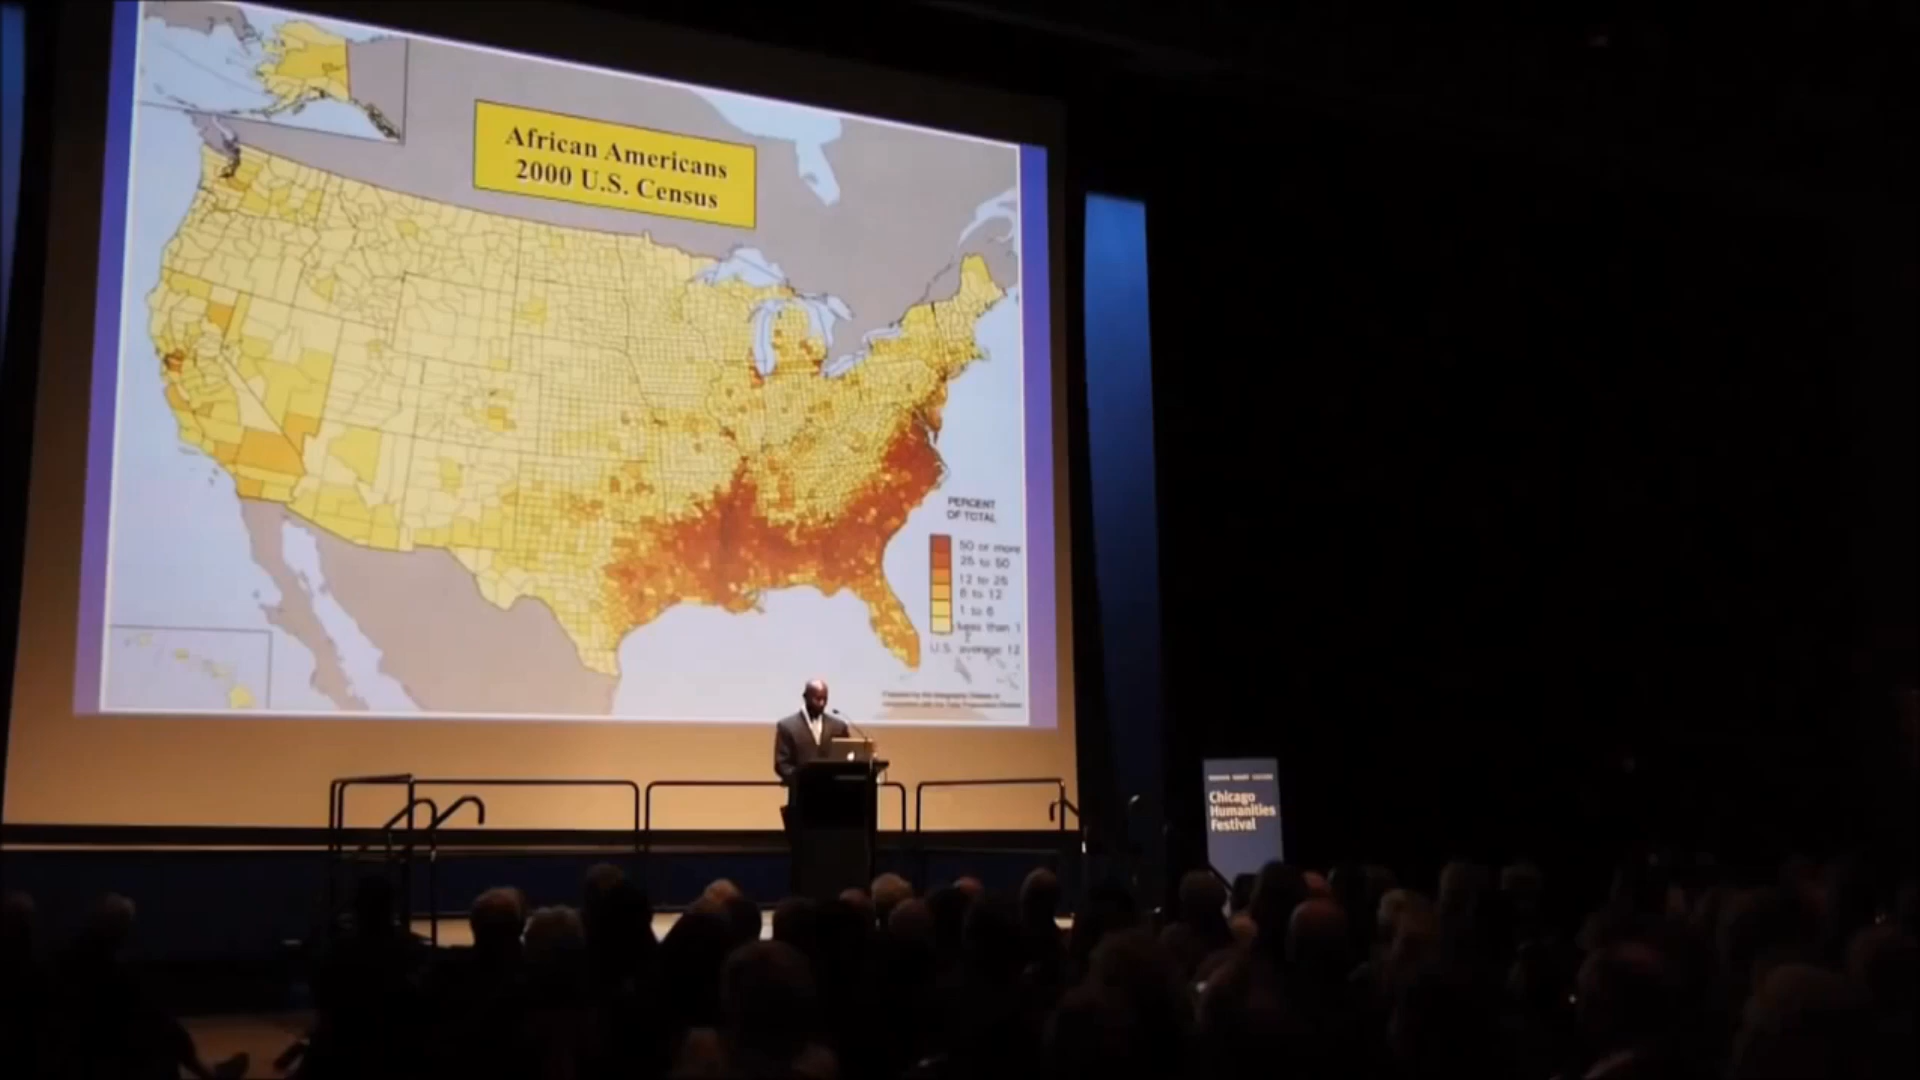 African Americans
2000 U.S. Census
PERCENT
OF TOTAL
50 or more
25 to 50
12 to 25
6 to 12
1 to 6
less than 1
U.S. average 12
Chicago
Humanities
Festival